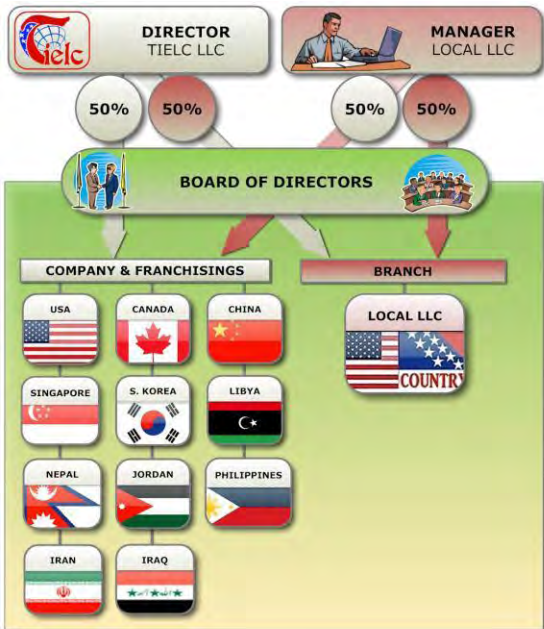 Tielc
DIRECTOR
TIELC LLC
MANAGER
LOCAL LLC
50%
50%
50%
50%
BOARD OF DIRECTORS
COMPANY & FRANCHISINGS
BRANCH
USA
CANADA
CHINA
LOCAL LLC
COUNTRY
SINGAPORE
S. KOREA
LIBYA
NEPAL
JORDAN
PHILIPPINES
IRAN
IRAQ